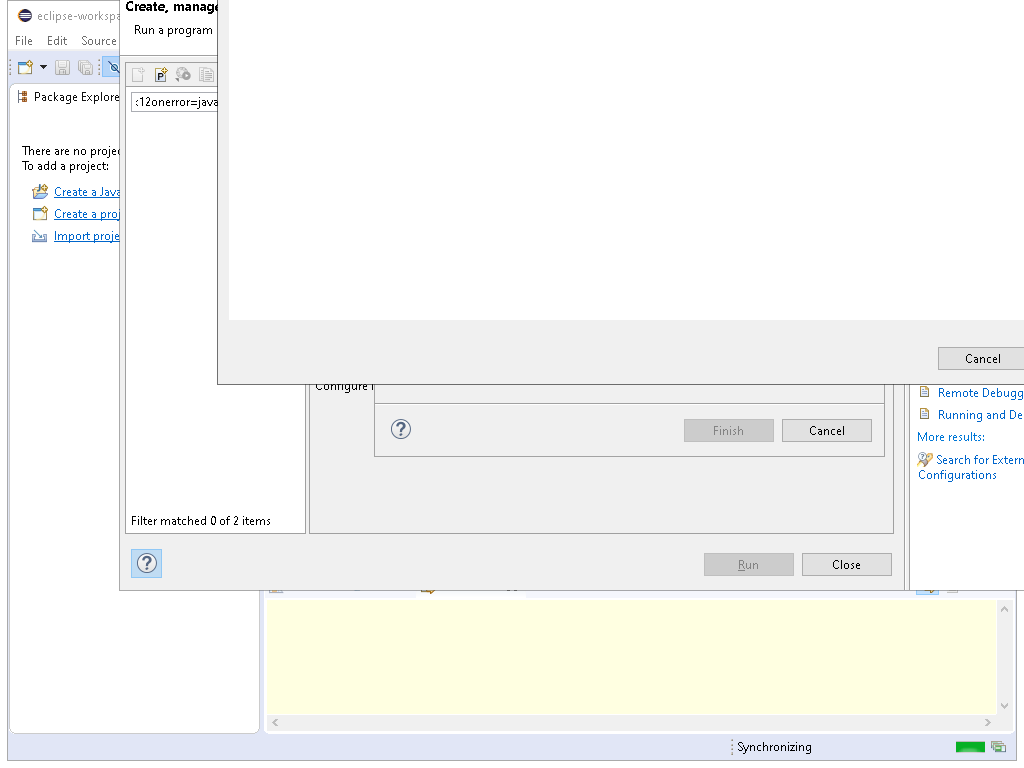 eclipse-workspa
Create, manage
Run a program
File Edit Source
Package Explore
:12onerror=java
There are no projec
To add a project:
Create a Java
Create a proj
Import proje
Cancel
Configure
Remote Debugg
Running and De
More results:
Search for Extern
Configurations
Finish Cancel
Filter matched 0 of 2 items
Run Close
Synchronizing